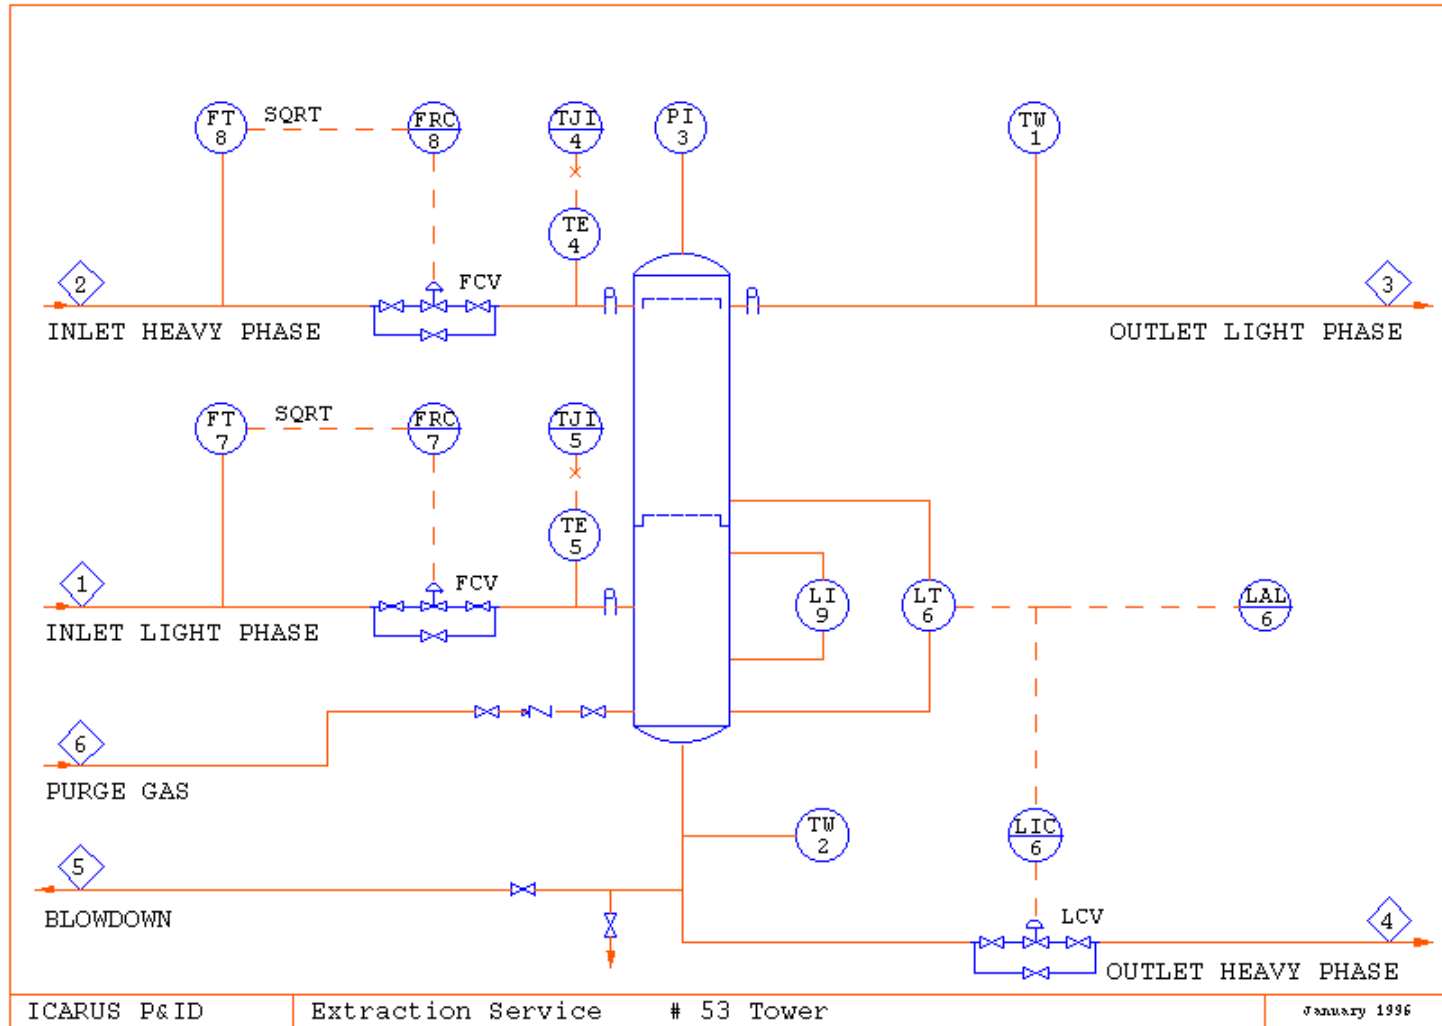 FT
8
SQRT
FRC
8
TJI
4
PI
3
TW
1
TE
4
2
FCV
3
INLET HEAVY PHASE
OUTLET LIGHT PHASE
FT
7
SQRT
FRC
7
TJI
5
TE
5
1
FCV
LI
9
LT
6
LAL
6
INLET LIGHT PHASE
6
PURGE GAS
TW
2
LIC
6
5
BLOWDOWN
LCV
4
OUTLET HEAVY PHASE
ICARUS P&ID
Extraction Service # 53 Tower
January 1996